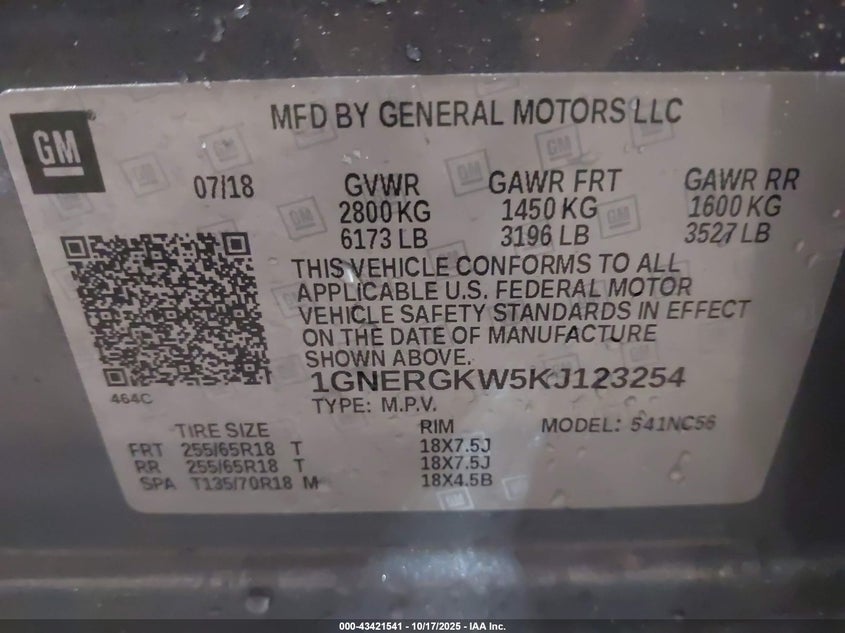 GM
MFD BY GENERAL MOTORS LLC
07/18 GVWR GAWR FRT GAWR RR
2800 KG 1450 KG 1600 KG
6173 LB 3196 LB 3527 LB
THIS VEHICLE CONFORMS TO ALL
APPLICABLE U.S. FEDERAL MOTOR
VEHICLE SAFETY STANDARDS IN EFFECT
ON THE DATE OF MANUFACTURE
SHOWN ABOVE.
464C
1GNERGKW5KJ123254
TYPE: M.P.V.
TIRE SIZE RIM MODEL: S41NC56
FRT 255/65R18 T 18X7.5J
RR 255/65R18 T 18X7.5J
SPA T135/70R18 M 18X4.5B
000-43421541 - 10/17/2025 - IAA Inc.